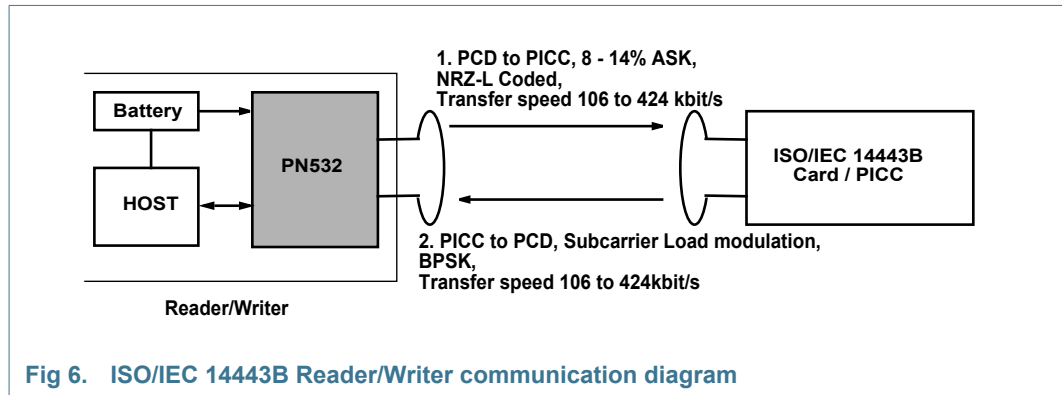 1. PCD to PICC, 8 - 14% ASK,
NRZ-L Coded,
Transfer speed 106 to 424 kbit/s
Battery
HOST
PN532
ISO/IEC 14443B
Card / PICC
2. PICC to PCD, Subcarrier Load modulation,
BPSK,
Transfer speed 106 to 424kbit/s
Reader/Writer
Fig 6. ISO/IEC 14443B Reader/Writer communication diagram